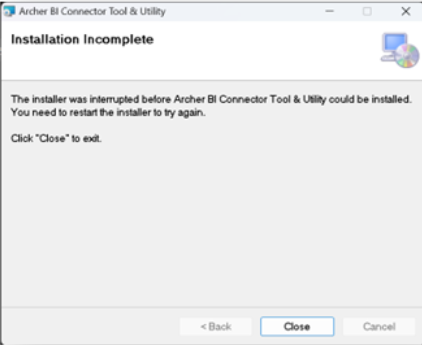 Archer BI Connector Tool & Utility
Installation Incomplete
The installer was interrupted before Archer BI Connector Tool & Utility could be installed.
You need to restart the installer to try again.
Click "Close" to exit.
< Back
Close
Cancel